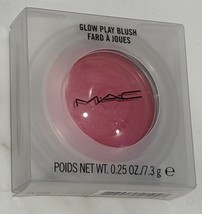 GLOW PLAY BLUSH
FARD À JOUES
MAC
POIDS NET WT. 0.25 OZ/7.3 g ℮